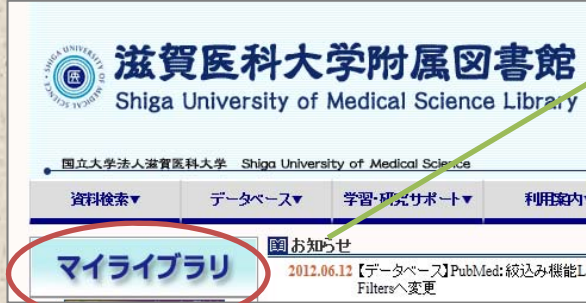 滋賀医科大学附属図書館
Shiga University of Medical Science Library
国立大学法人滋賀医科大学 Shiga University of Medical Science
資料検索▼ データベース▼ 学習・研究サポート▼ 利用案内
マイライブラリ
お知らせ
2012.06.12【データベース】PubMed:絞込み機能L
Filtersへ変更